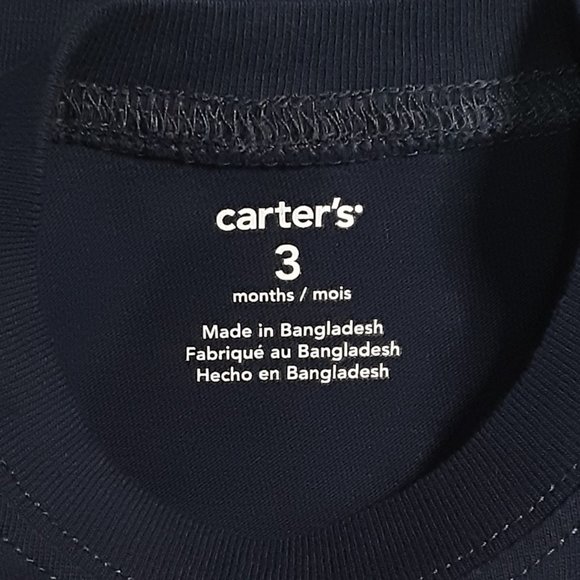 carter's
3
months / mois
Made in Bangladesh
Fabriqué au Bangladesh
Hecho en Bangladesh